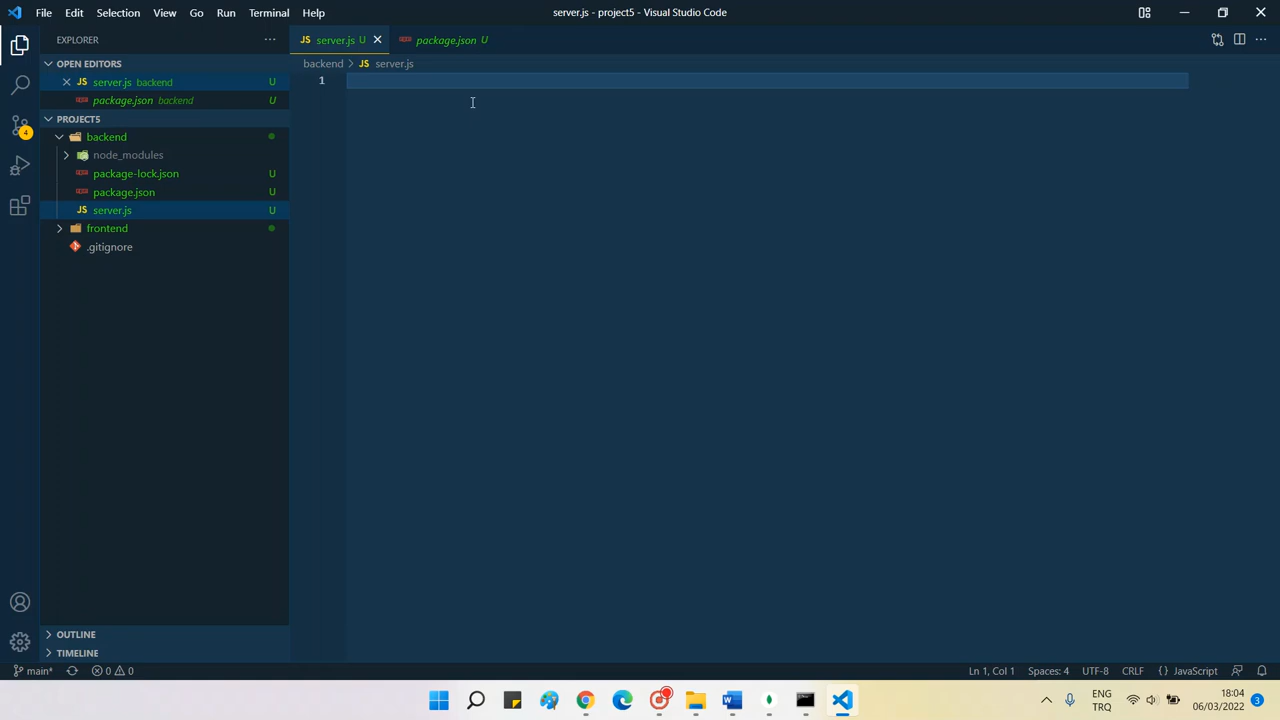 File Edit Selection View Go Run Terminal Help
server.js - project5 - Visual Studio Code
EXPLORER
JS server.js U
package.json U
OPEN EDITORS
backend JS server.js
JS server.js backend U
1
package.json backend U
PROJECT5
4
backend
node_modules
package-lock.json U
package.json U
JS server.js U
frontend
.gitignore
OUTLINE
TIMELINE
main* 0 0
Ln 1, Col 1 Spaces: 4 UTF-8 CRLF JavaScript
ENG
TRQ
18:04
06/03/2022
3